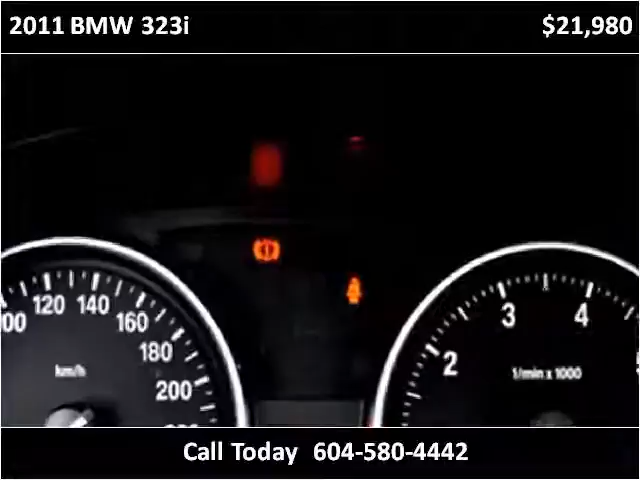 2011 BMW 323i $21,980
100 120 140 160 180 200
km/h
2 3 4
1/min x 1000
Call Today 604-580-4442